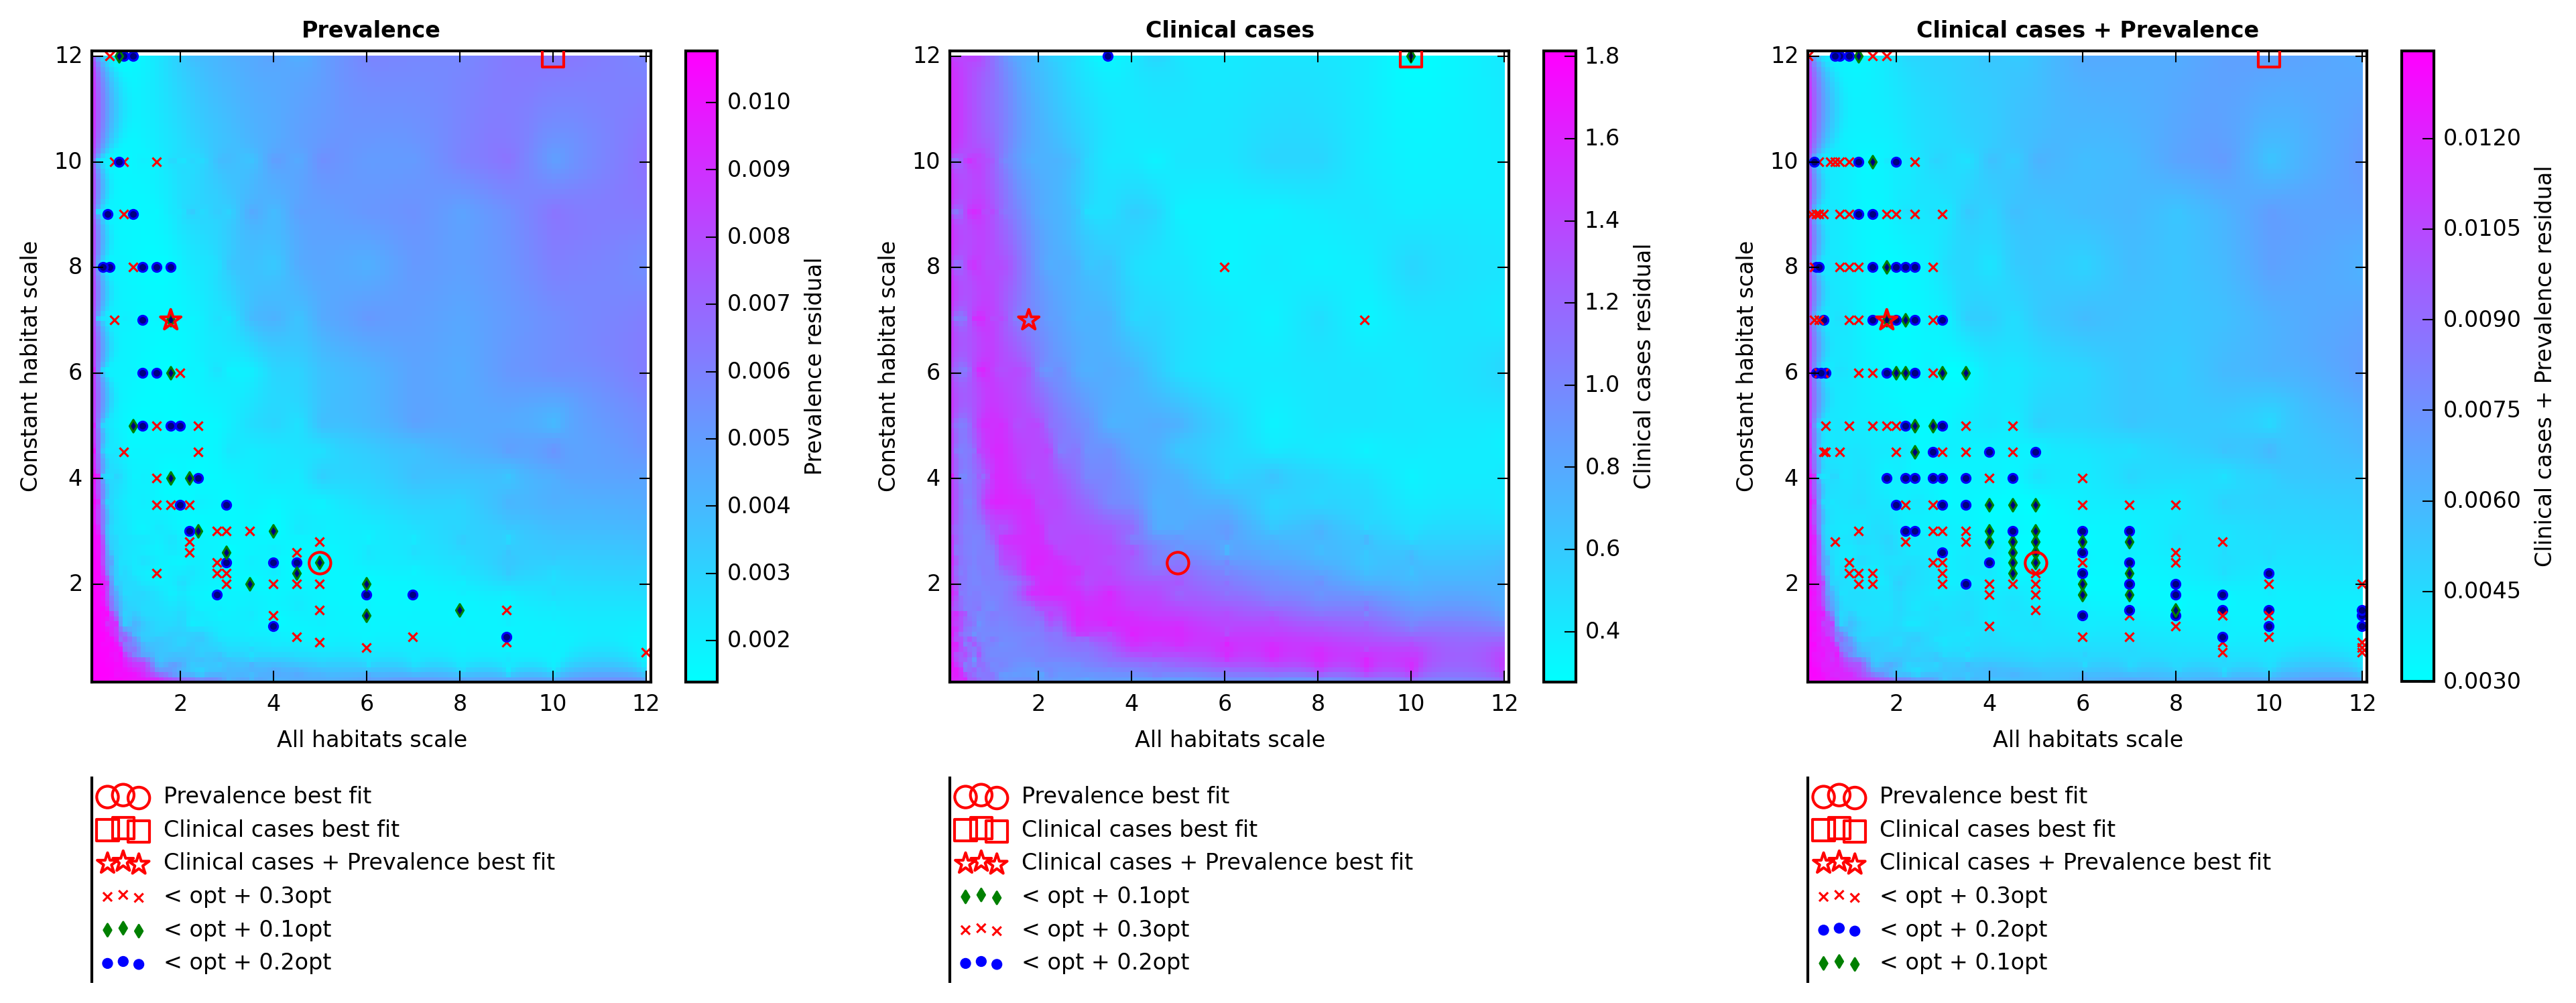 Prevalence
Constant habitat scale
12
10
8
6
4
2
2 4 6 8 10 12
All habitats scale
0.010
0.009
0.008
0.007
0.006
0.005
0.004
0.003
0.002
Prevalence residual
Prevalence best fit
Clinical cases best fit
Clinical cases + Prevalence best fit
< opt + 0.3opt
< opt + 0.1opt
< opt + 0.2opt
Clinical cases
Constant habitat scale
12
10
8
6
4
2
2 4 6 8 10 12
All habitats scale
1.8
1.6
1.4
1.2
1.0
0.8
0.6
0.4
Clinical cases residual
Prevalence best fit
Clinical cases best fit
Clinical cases + Prevalence best fit
< opt + 0.1opt
< opt + 0.3opt
< opt + 0.2opt
Clinical cases + Prevalence
Constant habitat scale
12
10
8
6
4
2
2 4 6 8 10 12
All habitats scale
0.0120
0.0105
0.0090
0.0075
0.0060
0.0045
0.0030
Clinical cases + Prevalence residual
Prevalence best fit
Clinical cases best fit
Clinical cases + Prevalence best fit
< opt + 0.3opt
< opt + 0.2opt
< opt + 0.1opt